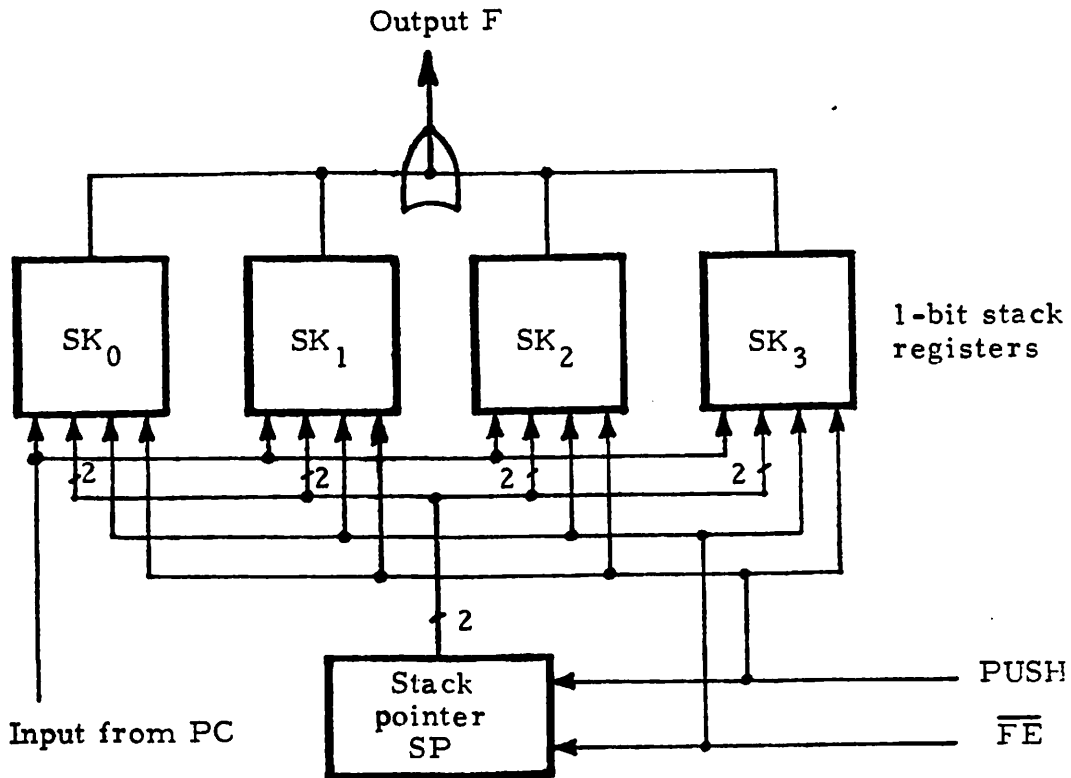 Output F
SK0
SK1
SK2
SK3
1-bit stack
registers
2
2
2
2
2
Stack
pointer
SP
PUSH
FE
Input from PC